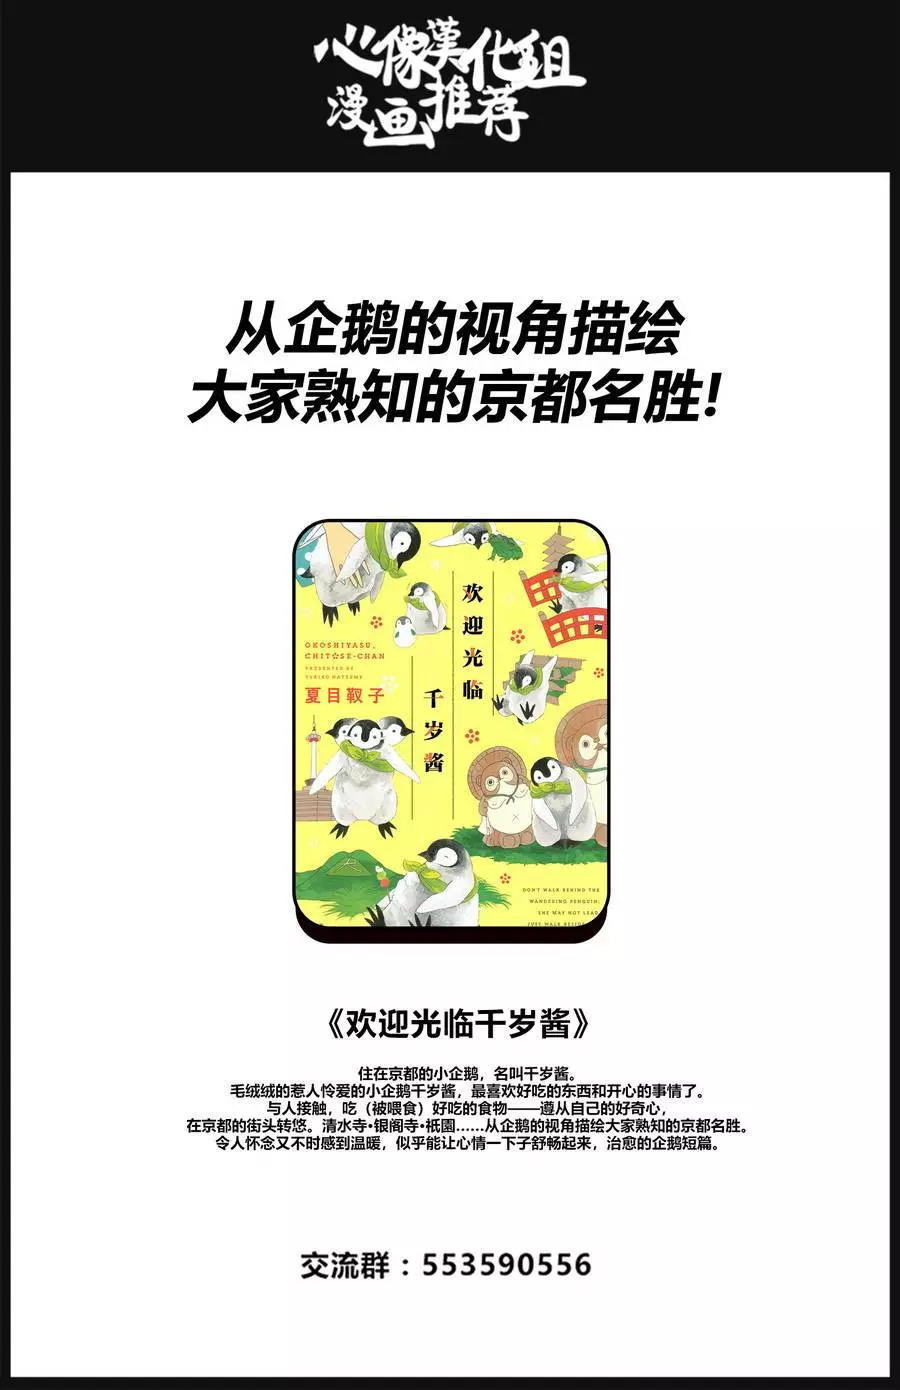 心像漢化组
漫画推荐
从企鹅的视角描绘
大家熟知的京都名胜!
欢迎光临
千岁酱
OKOSHIYASU,
CHITOSE-CHAN
PRESENTED BY
YURIKO NATSUME
夏目靫子
DON'T WALK BEHIND THE
WANDERING PENGUIN;
SHE MAY NOT LEAD.
JUST WALK BESIDE
《欢迎光临千岁酱》
住在京都的小企鹅，名叫千岁酱。
毛绒绒的惹人怜爱的小企鹅千岁酱，最喜欢好吃的东西和开心的事情了。
与人接触，吃（被喂食）好吃的食物——遵从自己的好奇心，
在京都的街头转悠。清水寺·银阁寺·祇園……从企鹅的视角描绘大家熟知的京都名胜。
令人怀念又不时感到温暖，似乎能让心情一下子舒畅起来，治愈的企鹅短篇。
交流群：553590556